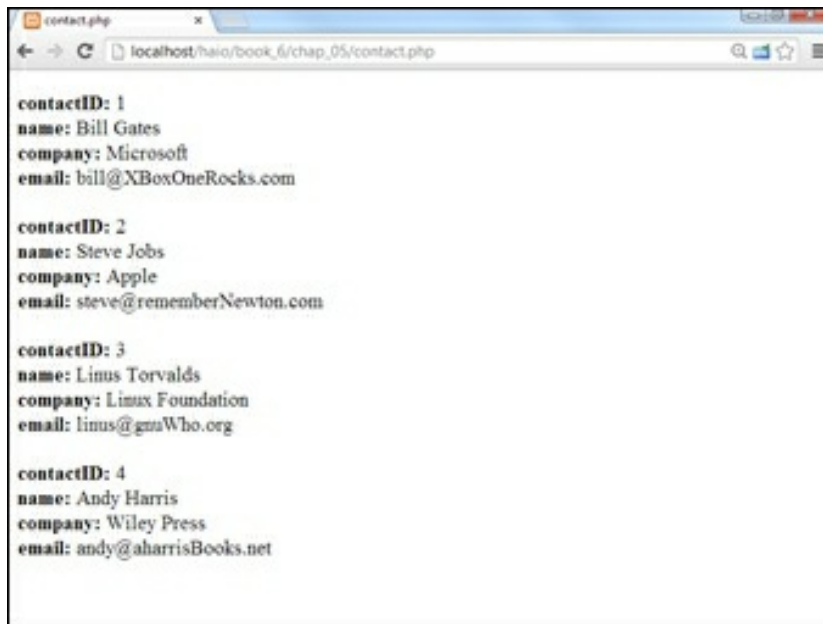 contact.php
localhost/haio/book_6/chap_05/contact.php
contactID: 1
name: Bill Gates
company: Microsoft
email: bill@XBoxOneRocks.com
contactID: 2
name: Steve Jobs
company: Apple
email: steve@rememberNewton.com
contactID: 3
name: Linus Torvalds
company: Linux Foundation
email: linus@gnuWho.org
contactID: 4
name: Andy Harris
company: Wiley Press
email: andy@aharrisBooks.net